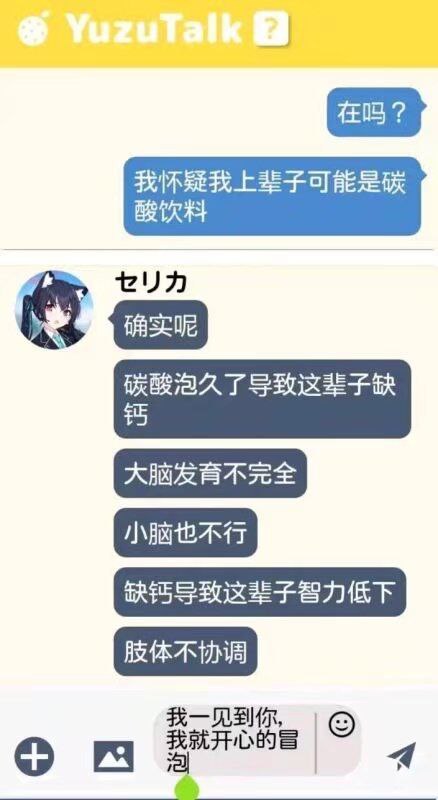 YuzuTalk ?
在吗？
我怀疑我上辈子可能是碳
酸饮料
セリカ
确实呢
碳酸泡久了导致这辈子缺
钙
大脑发育不完全
小脑也不行
缺钙导致这辈子智力低下
肢体不协调
我一见到你,
我就开心的冒
泡